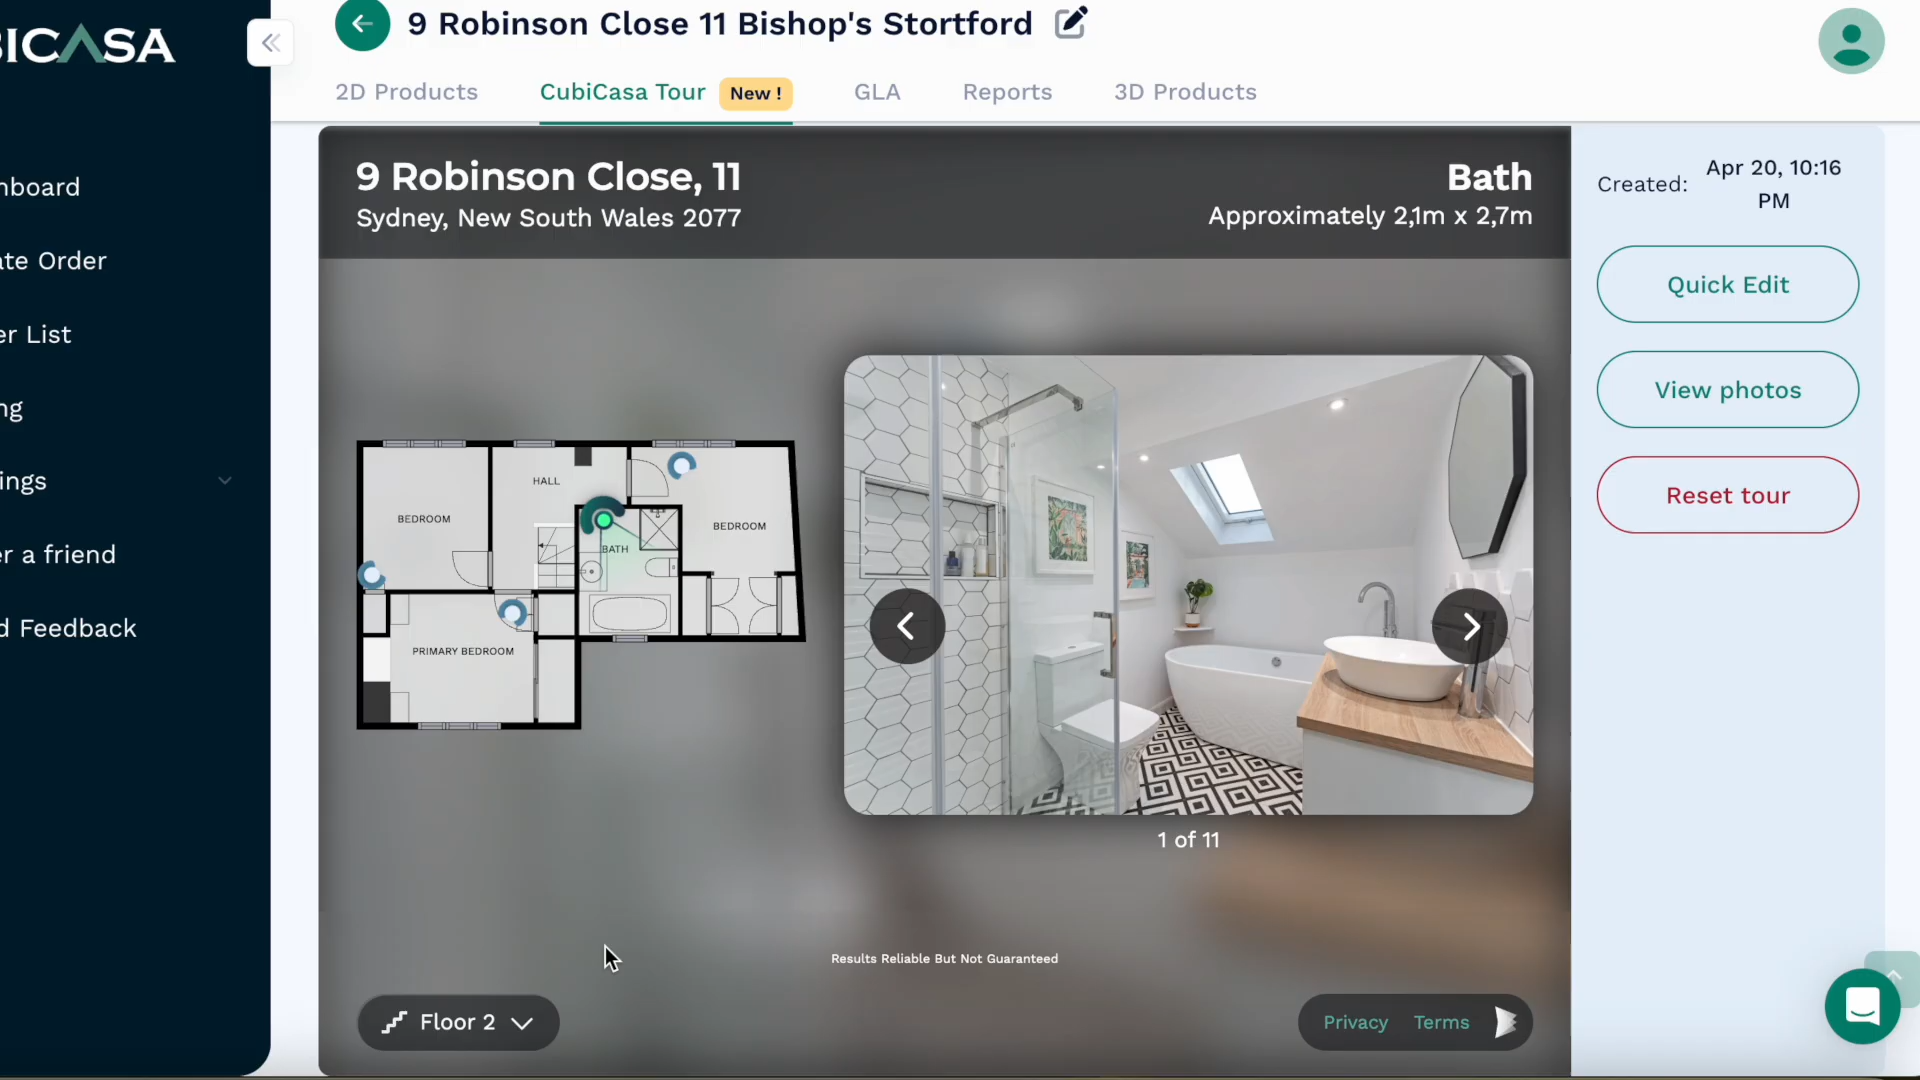 9 Robinson Close 11 Bishop's Stortford
2D Products
CubiCasa Tour
New !
GLA
Reports
3D Products
9 Robinson Close, 11
Sydney, New South Wales 2077
Bath
Approximately 2,1m x 2,7m
Created:
Apr 20, 10:16
PM
Quick Edit
View photos
Reset tour
BEDROOM
HALL
BATH
BEDROOM
PRIMARY BEDROOM
1 of 11
Results Reliable But Not Guaranteed
Floor 2
Privacy
Terms
ICASA
hboard
ate Order
er List
ng
ings
er a friend
d Feedback